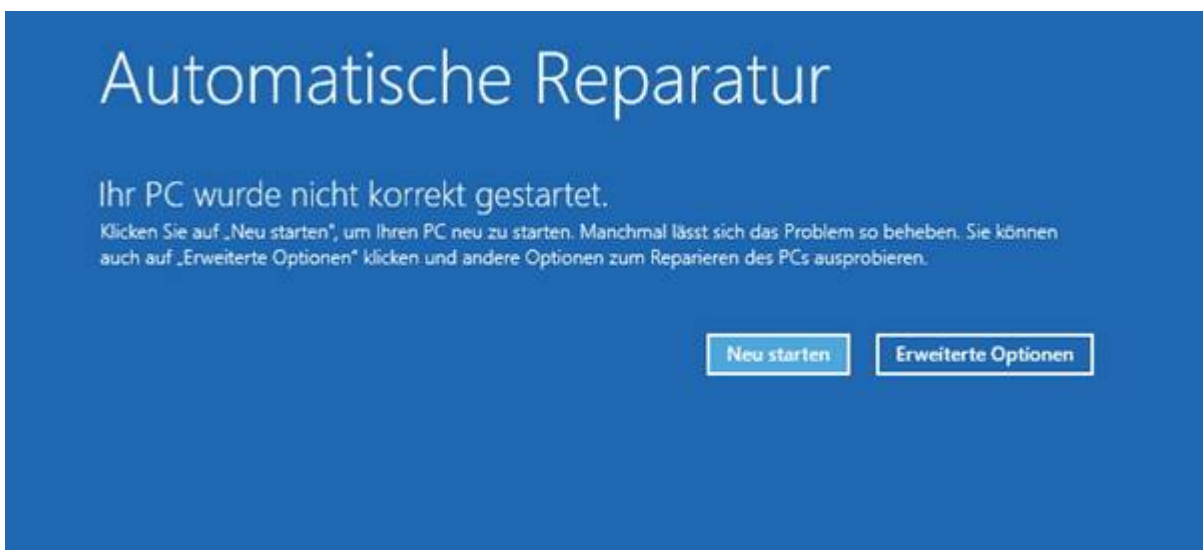 Automatische Reparatur
Ihr PC wurde nicht korrekt gestartet.
Klicken Sie auf „Neu starten“, um Ihren PC neu zu starten. Manchmal lässt sich das Problem so beheben. Sie können
auch auf „Erweiterte Optionen“ klicken und andere Optionen zum Reparieren des PCs ausprobieren.
Neu starten
Erweiterte Optionen